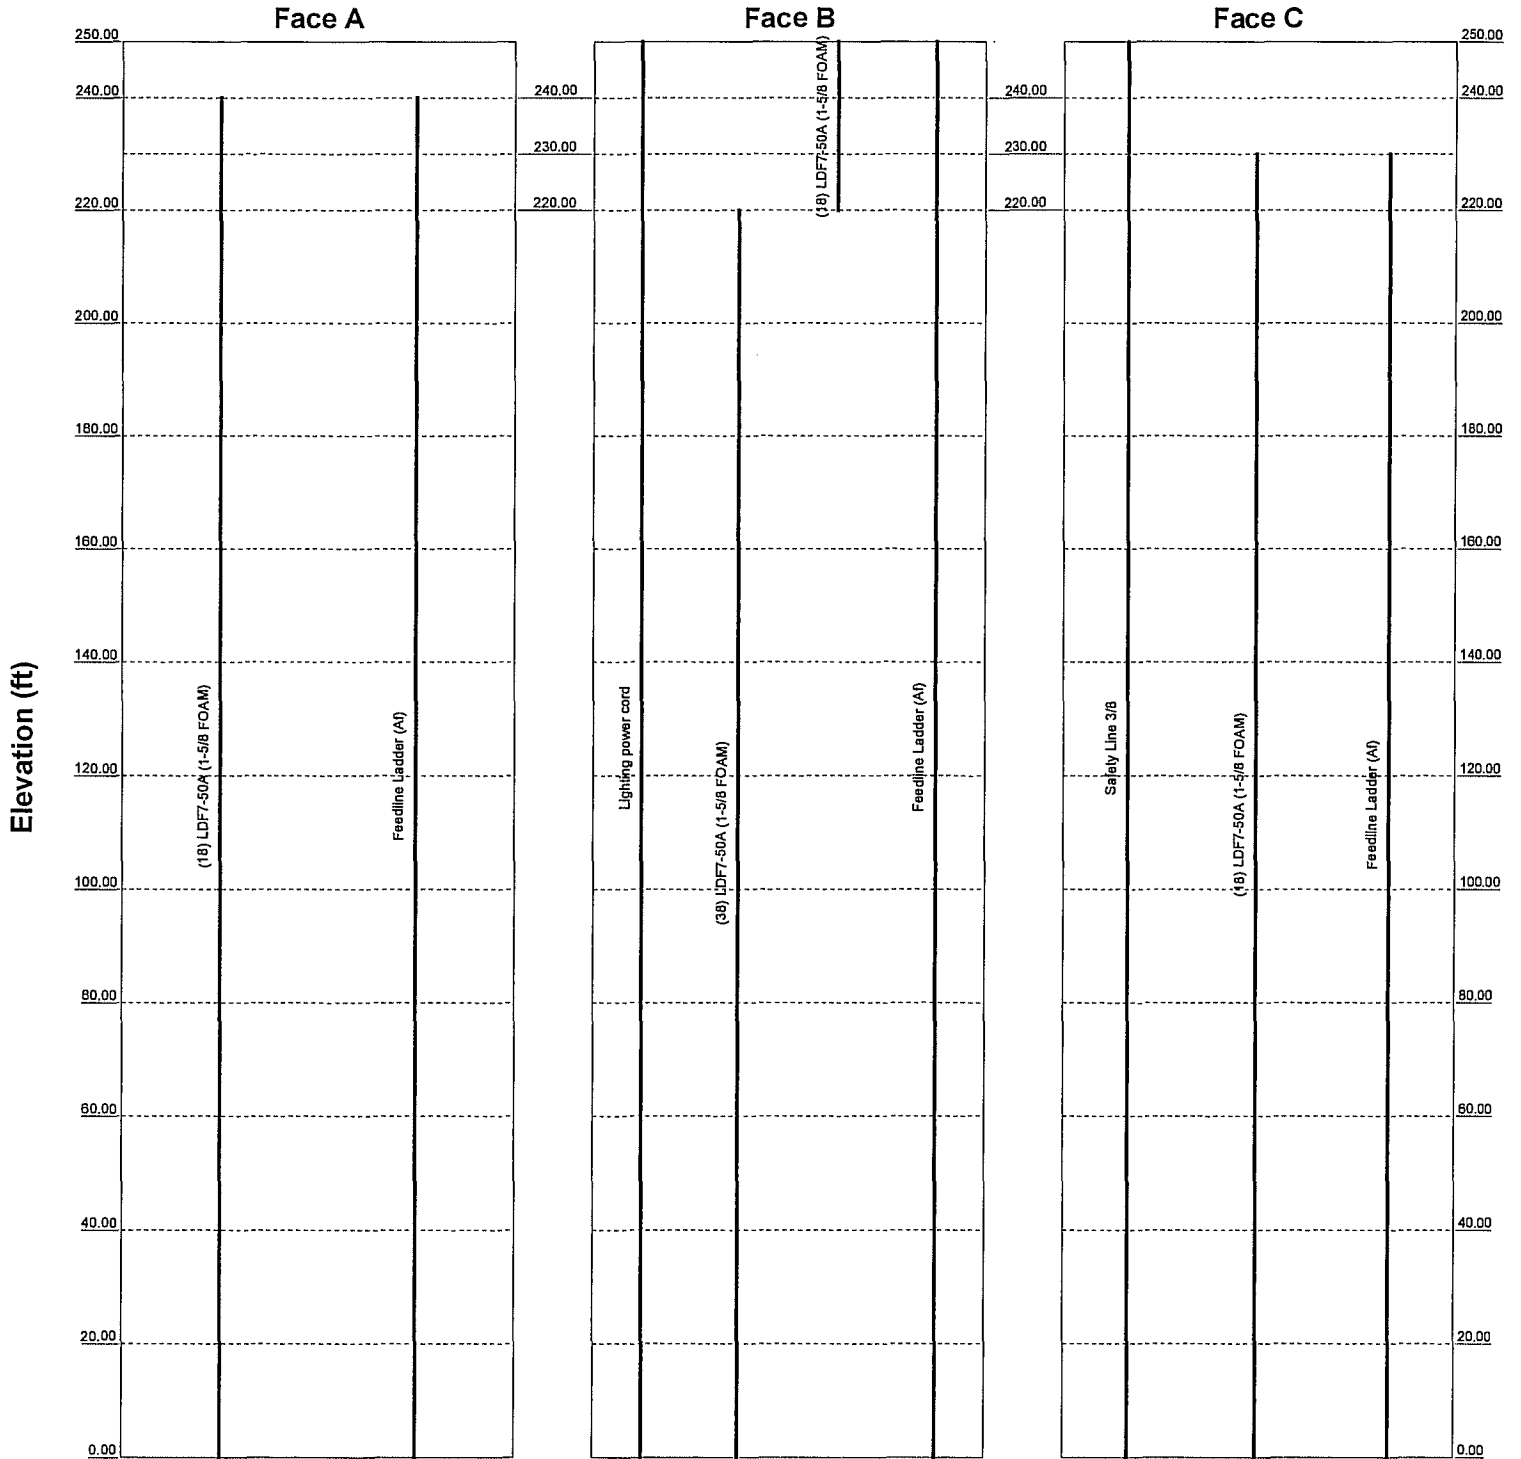 Face A Face B Face C
250.00 250.00
240.00 240.00 240.00 240.00
230.00 230.00
220.00 220.00 220.00 220.00
200.00 200.00
180.00 180.00
160.00 160.00
140.00 140.00
120.00 120.00
100.00 100.00
80.00 80.00
60.00 60.00
40.00 40.00
20.00 20.00
0.00 0.00
Elevation (ft)
(18) LDF7-50A (1-5/8 FOAM)
Feedline Ladder (Af)
Lighting power cord
(38) LDF7-50A (1-5/8 FOAM)
(18) LDF7-50A (1-5/8 FOAM)
Feedline Ladder (Af)
Safety Line 3/8
(18) LDF7-50A (1-5/8 FOAM)
Feedline Ladder (Af)